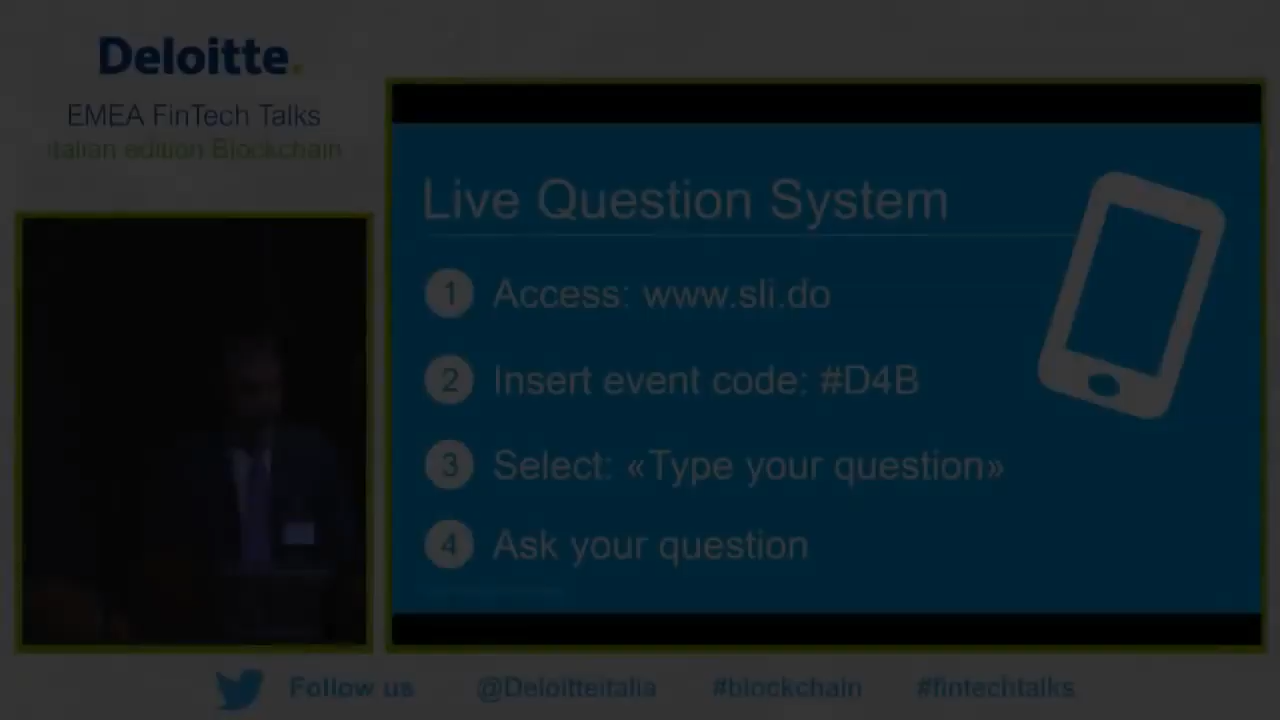 Deloitte.
EMEA FinTech Talks
Italian edition Blockchain
Live Question System
1 Access: www.sli.do
2 Insert event code: #D4B
3 Select: «Type your question»
4 Ask your question
Follow us @Deloitteitalia #blockchain #fintechtalks